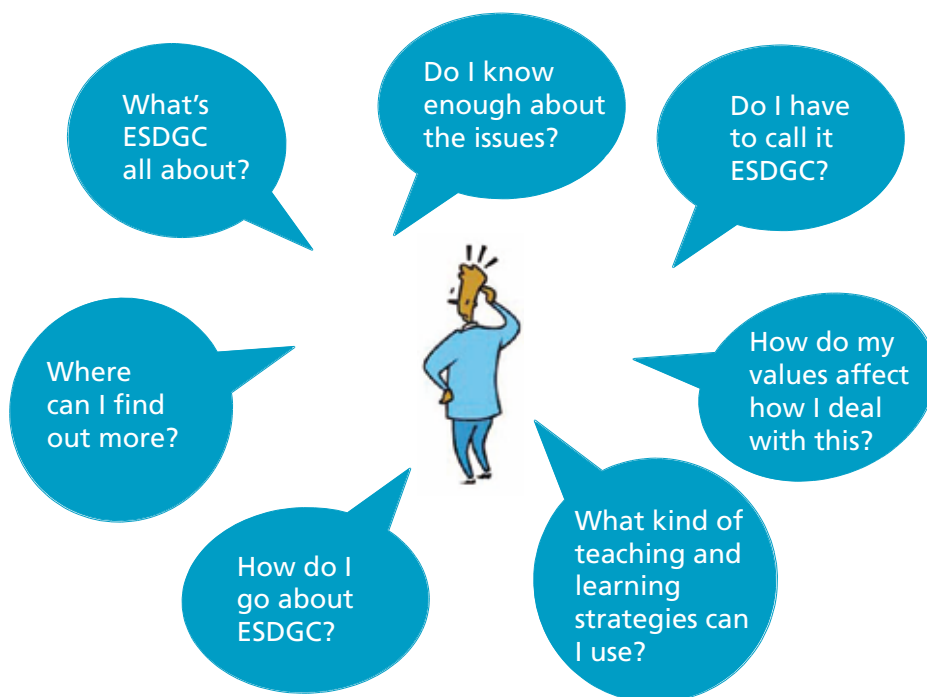 What's
ESDGC
all about?
Do I know
enough about
the issues?
Do I have
to call it
ESDGC?
Where
can I find
out more?
How do my
values affect
how I deal
with this?
How do I
go about
ESDGC?
What kind of
teaching and
learning
strategies can
I use?